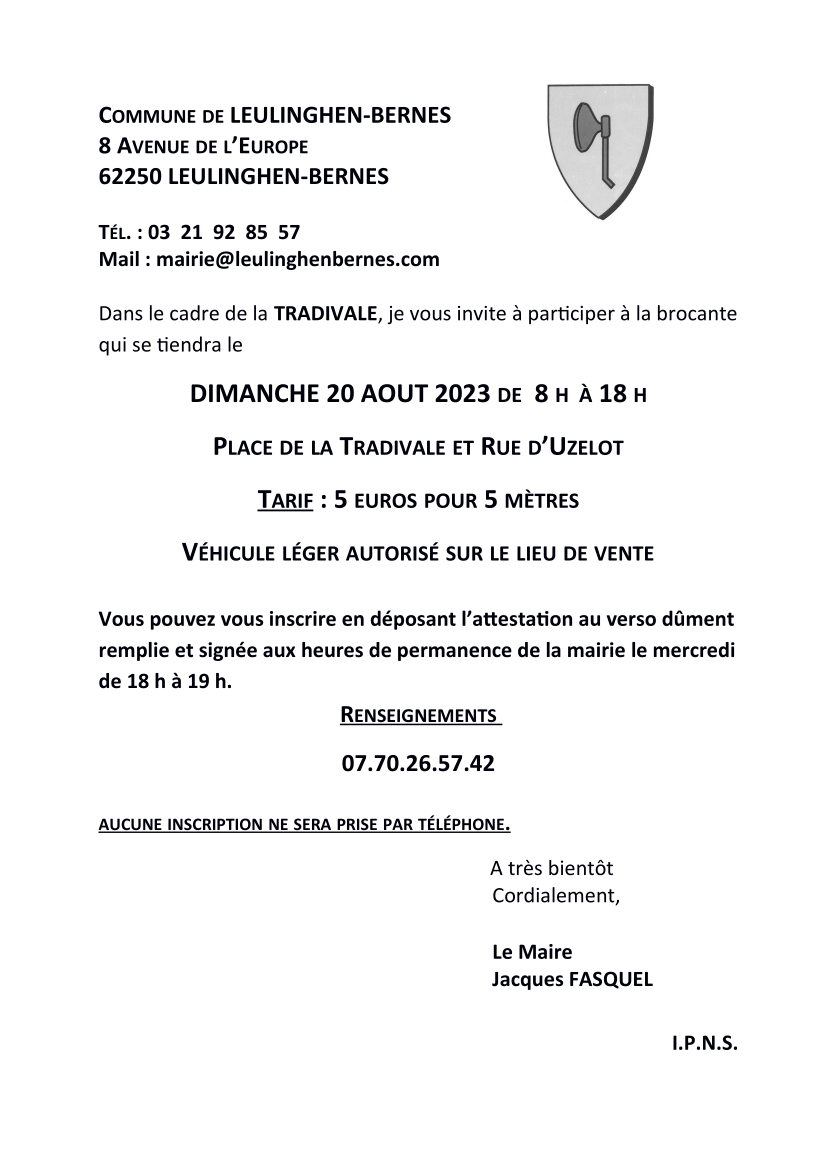 COMMUNE DE LEULINGHEN-BERNES
8 AVENUE DE L’EUROPE
62250 LEULINGHEN-BERNES
TÉL. : 03 21 92 85 57
Mail : mairie@leulinghenbernes.com
Dans le cadre de la TRADIVALE, je vous invite à participer à la brocante
qui se tiendra le
DIMANCHE 20 AOUT 2023 DE 8 H À 18 H
PLACE DE LA TRADIVALE ET RUE D’UZELOT
TARIF : 5 EUROS POUR 5 MÈTRES
VÉHICULE LÉGER AUTORISÉ SUR LE LIEU DE VENTE
Vous pouvez vous inscrire en déposant l’attestation au verso dûment
remplie et signée aux heures de permanence de la mairie le mercredi
de 18 h à 19 h.
RENSEIGNEMENTS
07.70.26.57.42
AUCUNE INSCRIPTION NE SERA PRISE PAR TÉLÉPHONE.
A très bientôt
Cordialement,
Le Maire
Jacques FASQUEL
I.P.N.S.